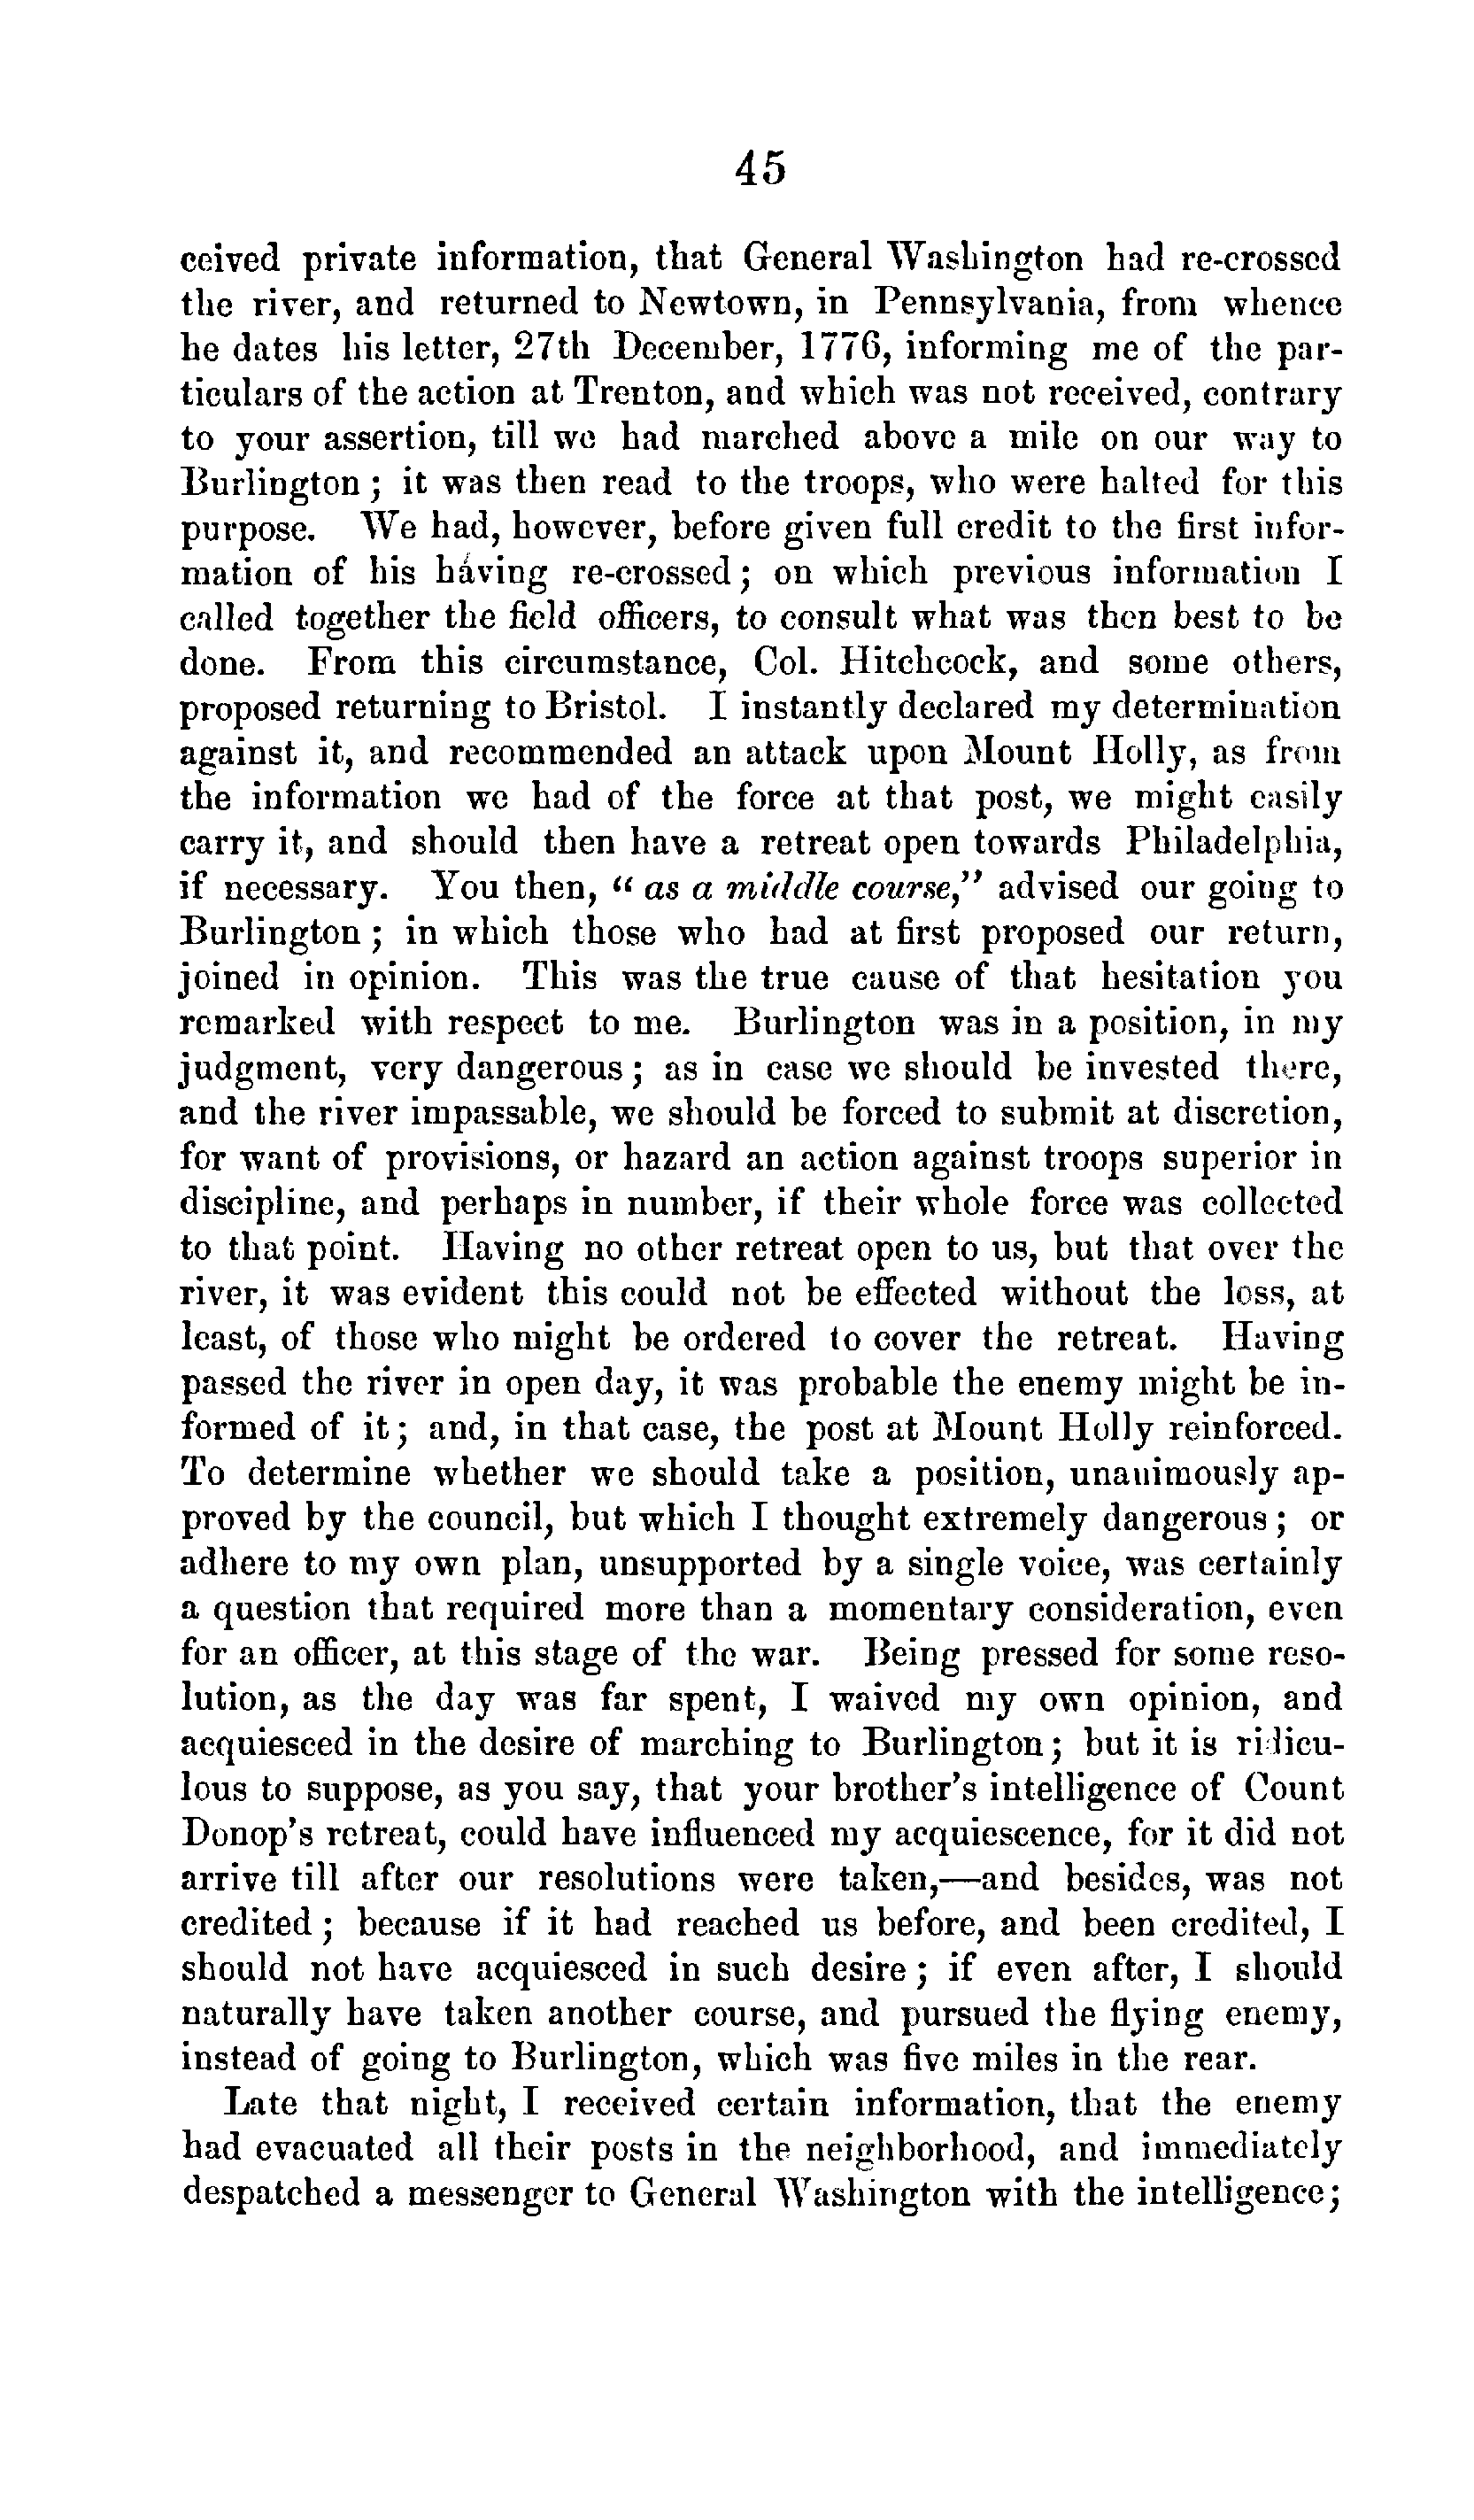 45
ceived private information, that General Washington had re-crossed
the river, and returned to Newtown, in Pennsylvania, from whence
he dates his letter, 27th December, 1776, informing me of the par-
ticulars of the action at Trenton, and which was not received, contrary
to your assertion, till we had marched above a mile on our way to
Burlington; it was then read to the troops, who were halted for this
purpose. We had, however, before given full credit to the first infor-
mation of his having re-crossed; on which previous information I
called together the field officers, to consult what was then best to be
done. From this circumstance, Col. Hitchcock, and some others,
proposed returning to Bristol. I instantly declared my determination
against it, and recommended an attack upon Mount Holly, as from
the information we had of the force at that post, we might easily
carry it, and should then have a retreat open towards Philadelphia,
if necessary. You then, "as a middle course," advised our going to
Burlington; in which those who had at first proposed our return,
joined in opinion. This was the true cause of that hesitation you
remarked with respect to me. Burlington was in a position, in my
judgment, very dangerous; as in case we should be invested there,
and the river impassable, we should be forced to submit at discretion,
for want of provisions, or hazard an action against troops superior in
discipline, and perhaps in number, if their whole force was collected
to that point. Having no other retreat open to us, but that over the
river, it was evident this could not be effected without the loss, at
least, of those who might be ordered to cover the retreat. Having
passed the river in open day, it was probable the enemy might be in-
formed of it; and, in that case, the post at Mount Holly reinforced.
To determine whether we should take a position, unanimously ap-
proved by the council, but which I thought extremely dangerous; or
adhere to my own plan, unsupported by a single voice, was certainly
a question that required more than a momentary consideration, even
for an officer, at this stage of the war. Being pressed for some reso-
lution, as the day was far spent, I waived my own opinion, and
acquiesced in the desire of marching to Burlington; but it is ridicu-
lous to suppose, as you say, that your brother's intelligence of Count
Donop's retreat, could have influenced my acquiescence, for it did not
arrive till after our resolutions were taken,—and besides, was not
credited; because if it had reached us before, and been credited, I
should not have acquiesced in such desire; if even after, I should
naturally have taken another course, and pursued the flying enemy,
instead of going to Burlington, which was five miles in the rear.
Late that night, I received certain information, that the enemy
had evacuated all their posts in the neighborhood, and immediately
despatched a messenger to General Washington with the intelligence;